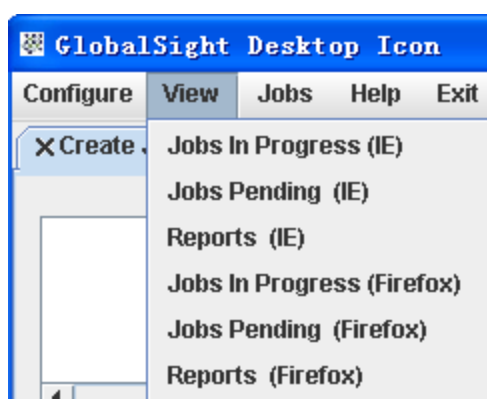 GlobalSight Desktop Icon
Configure View Jobs Help Exit
Create
Jobs In Progress (IE)
Jobs Pending (IE)
Reports (IE)
Jobs In Progress (Firefox)
Jobs Pending (Firefox)
Reports (Firefox)